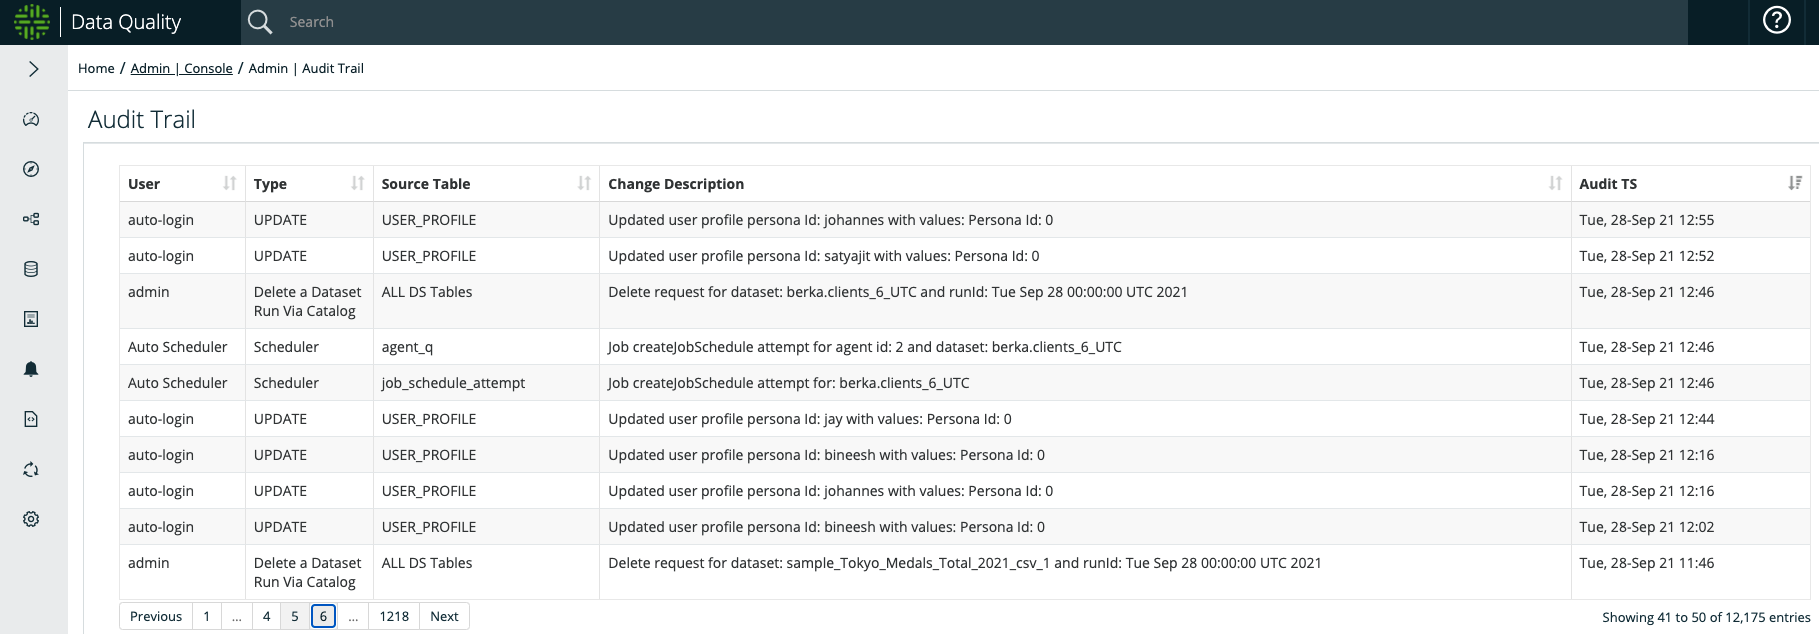 Data Quality
Search
Home / Admin | Console / Admin | Audit Trail
Audit Trail
User Type Source Table Change Description Audit TS
auto-login UPDATE USER_PROFILE Updated user profile persona Id: johannes with values: Persona Id: 0 Tue, 28-Sep 21 12:55
auto-login UPDATE USER_PROFILE Updated user profile persona Id: satyajit with values: Persona Id: 0 Tue, 28-Sep 21 12:52
admin Delete a Dataset ALL DS Tables Delete request for dataset: berka.clients_6_UTC and runId: Tue Sep 28 00:00:00 UTC 2021 Tue, 28-Sep 21 12:46
Run Via Catalog
Auto Scheduler Scheduler agent_q Job createJobSchedule attempt for agent id: 2 and dataset: berka.clients_6_UTC Tue, 28-Sep 21 12:46
Auto Scheduler Scheduler job_schedule_attempt Job createJobSchedule attempt for: berka.clients_6_UTC Tue, 28-Sep 21 12:46
auto-login UPDATE USER_PROFILE Updated user profile persona Id: jay with values: Persona Id: 0 Tue, 28-Sep 21 12:44
auto-login UPDATE USER_PROFILE Updated user profile persona Id: bineesh with values: Persona Id: 0 Tue, 28-Sep 21 12:16
auto-login UPDATE USER_PROFILE Updated user profile persona Id: johannes with values: Persona Id: 0 Tue, 28-Sep 21 12:16
auto-login UPDATE USER_PROFILE Updated user profile persona Id: bineesh with values: Persona Id: 0 Tue, 28-Sep 21 12:02
admin Delete a Dataset ALL DS Tables Delete request for dataset: sample_Tokyo_Medals_Total_2021_csv_1 and runId: Tue Sep 28 00:00:00 UTC 2021 Tue, 28-Sep 21 11:46
Run Via Catalog
Previous 1 ... 4 5 6 ... 1218 Next
Showing 41 to 50 of 12,175 entries